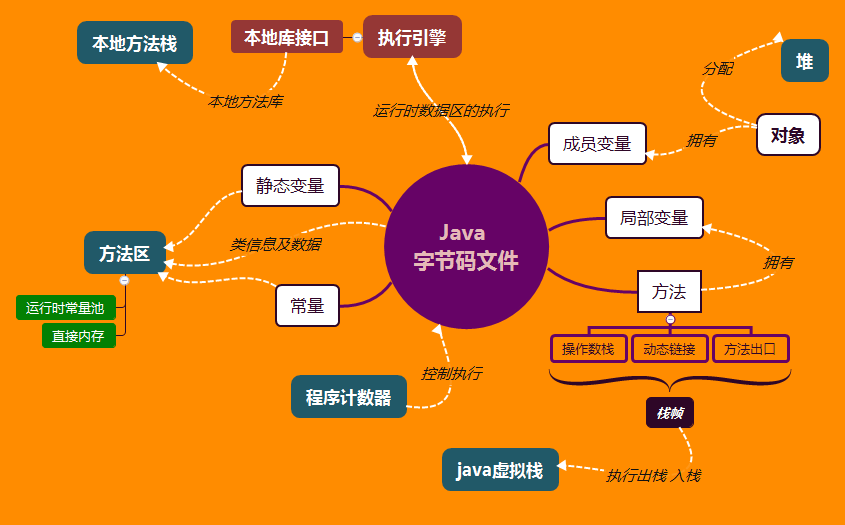 本地方法栈
本地库接口
执行引擎
堆
分配
本地方法库
运行时数据区的执行
对象
成员变量
拥有
静态变量
局部变量
Java
字节码文件
方法区
类信息及数据
拥有
常量
方法
运行时常量池
直接内存
操作数栈
动态链接
方法出口
控制执行
程序计数器
栈帧
java虚拟栈
执行出栈 入栈